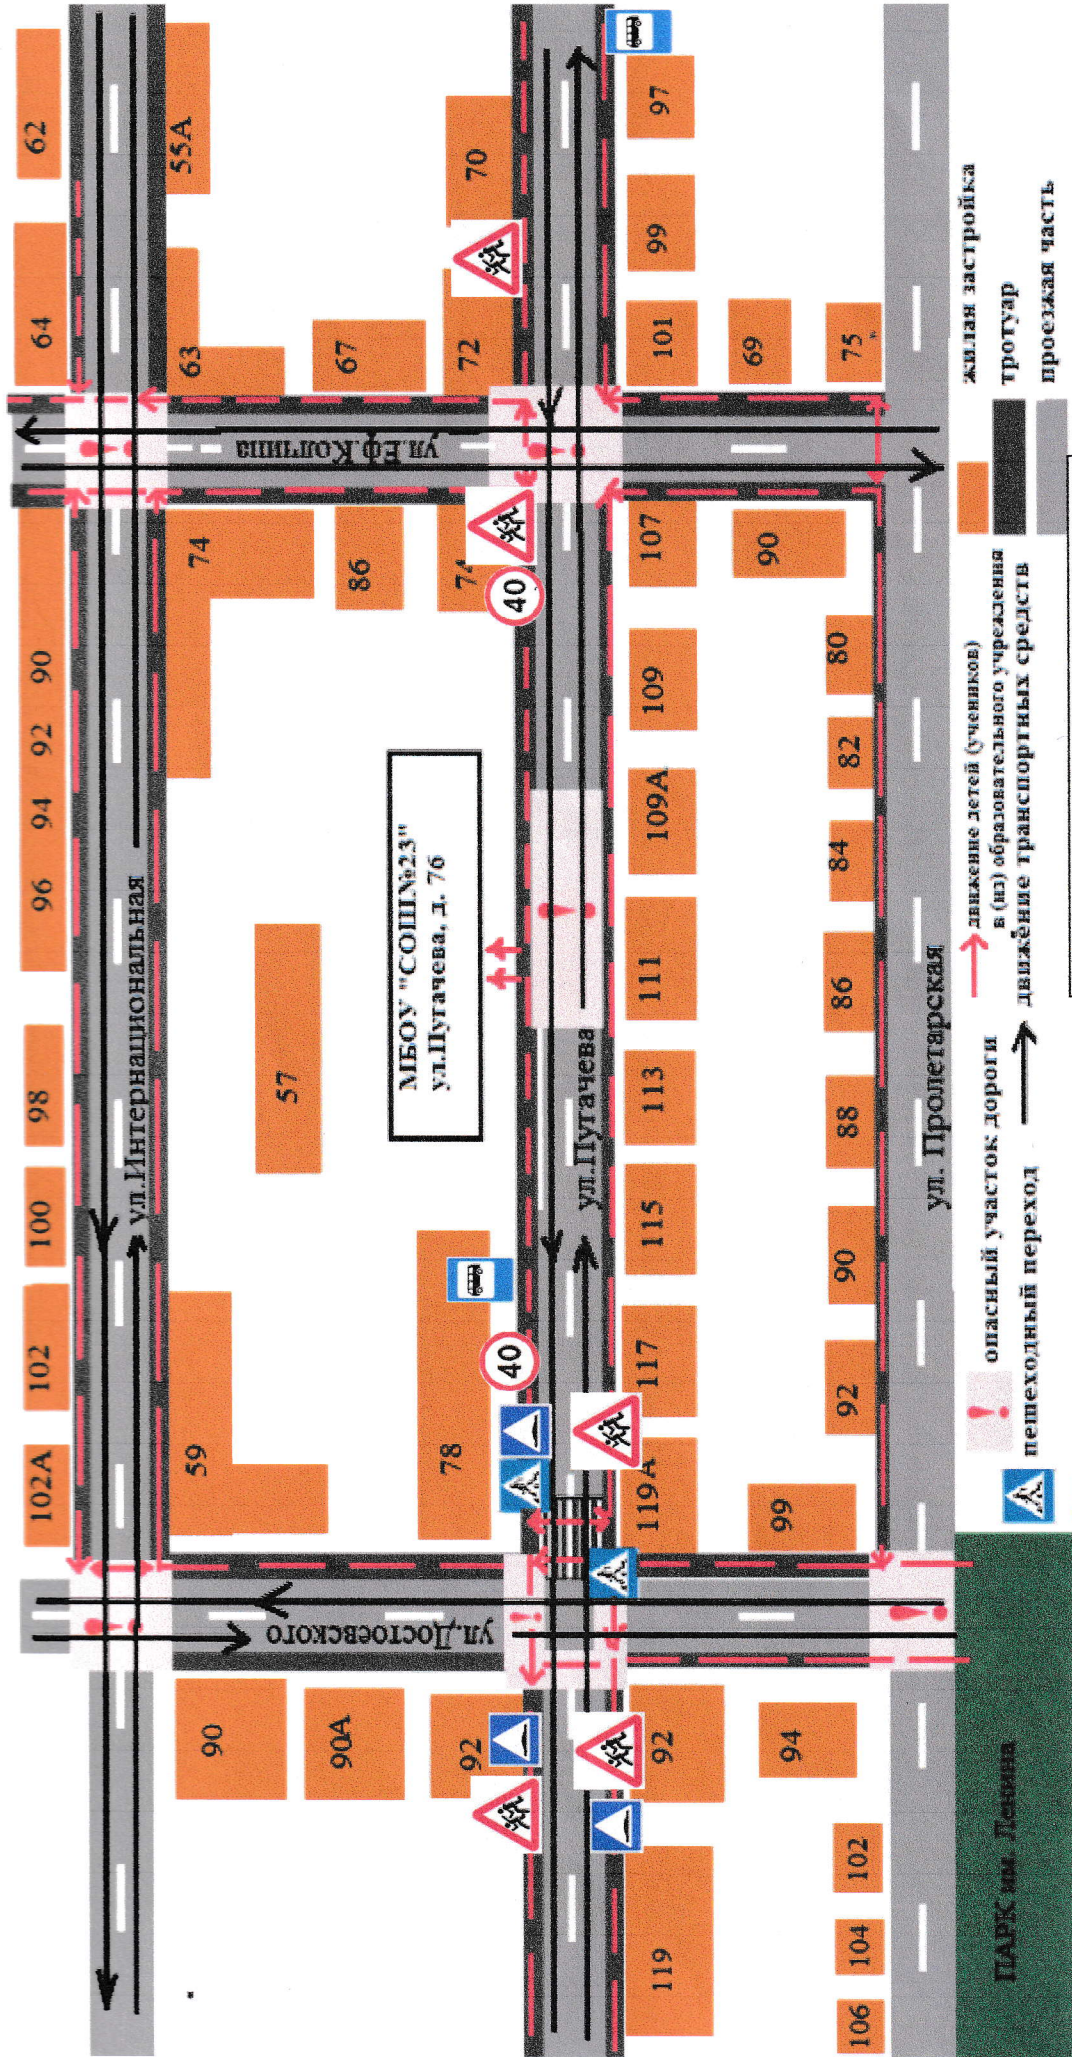 102А
102
100
98
96
94
92
90
64
62
ул.Интернациональная
59
57
74
63
55А
90
90А
92
78
86
67
74
72
70
ул.Достоевского
ул.Еф.Колчина
МБОУ "СОШ№23"
ул.Пугачева, д. 76
40
40
!
!
!
!
!
!
ул.Пугачева
119
92
119А
117
115
113
111
109А
109
107
101
99
97
94
99
90
69
106
104
102
92
90
88
86
84
82
80
75
ул. Пролетарская
ПАРК им. Ленина
! опасный участок дороги
пешеходный переход
движение детей (учеников)
в (из) образовательного учреждения
движение транспортных средств
жилая застройка
тротуар
проезжая часть